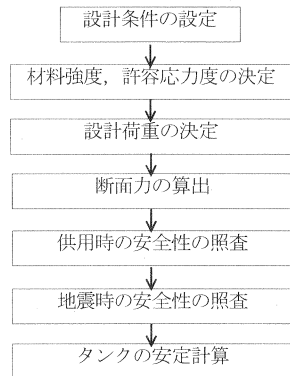 設計条件の設定
材料強度，許容応力度の決定
設計荷重の決定
断面力の算出
供用時の安全性の照査
地震時の安全性の照査
タンクの安定計算